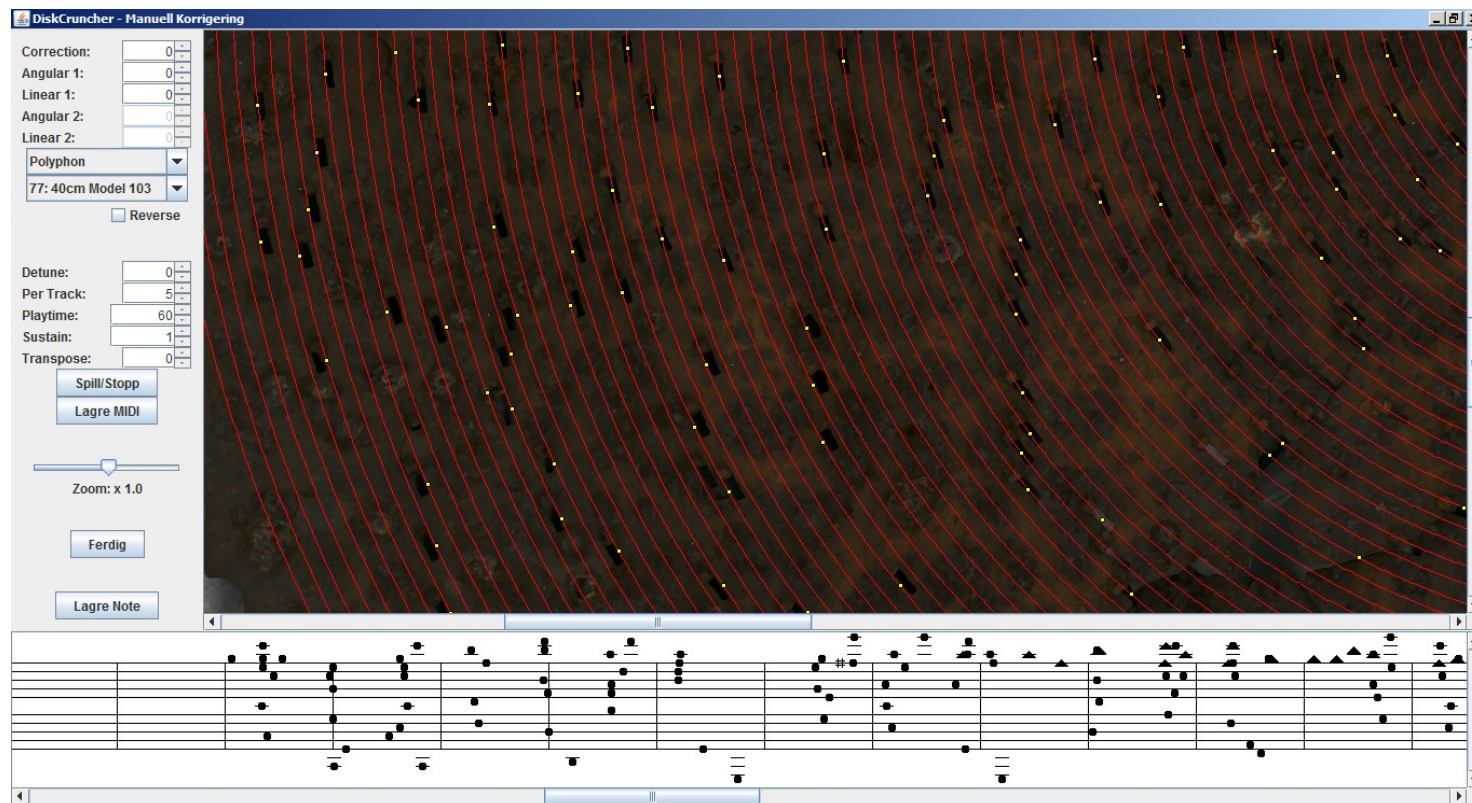 DiskCruncher - Manuell Korrigering
Correction: 0
Angular 1: 0
Linear 1: 0
Angular 2: 0
Linear 2: 0
Polyphon
77: 40cm Model 103
Reverse
Detune: 0
Per Track: 5
Playtime: 60
Sustain: 1
Transpose: 0
Spill/Stopp
Lagre MIDI
Zoom: x 1.0
Ferdig
Lagre Note